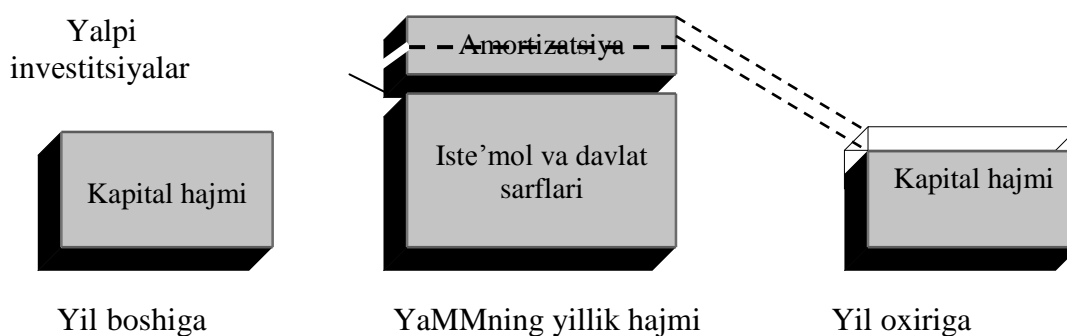 Yalpi
investitsiyalar
Amortizatsiya
Iste’mol va davlat
sarflari
Kapital hajmi
Kapital hajmi
Yil boshiga
YaMMning yillik hajmi
Yil oxiriga